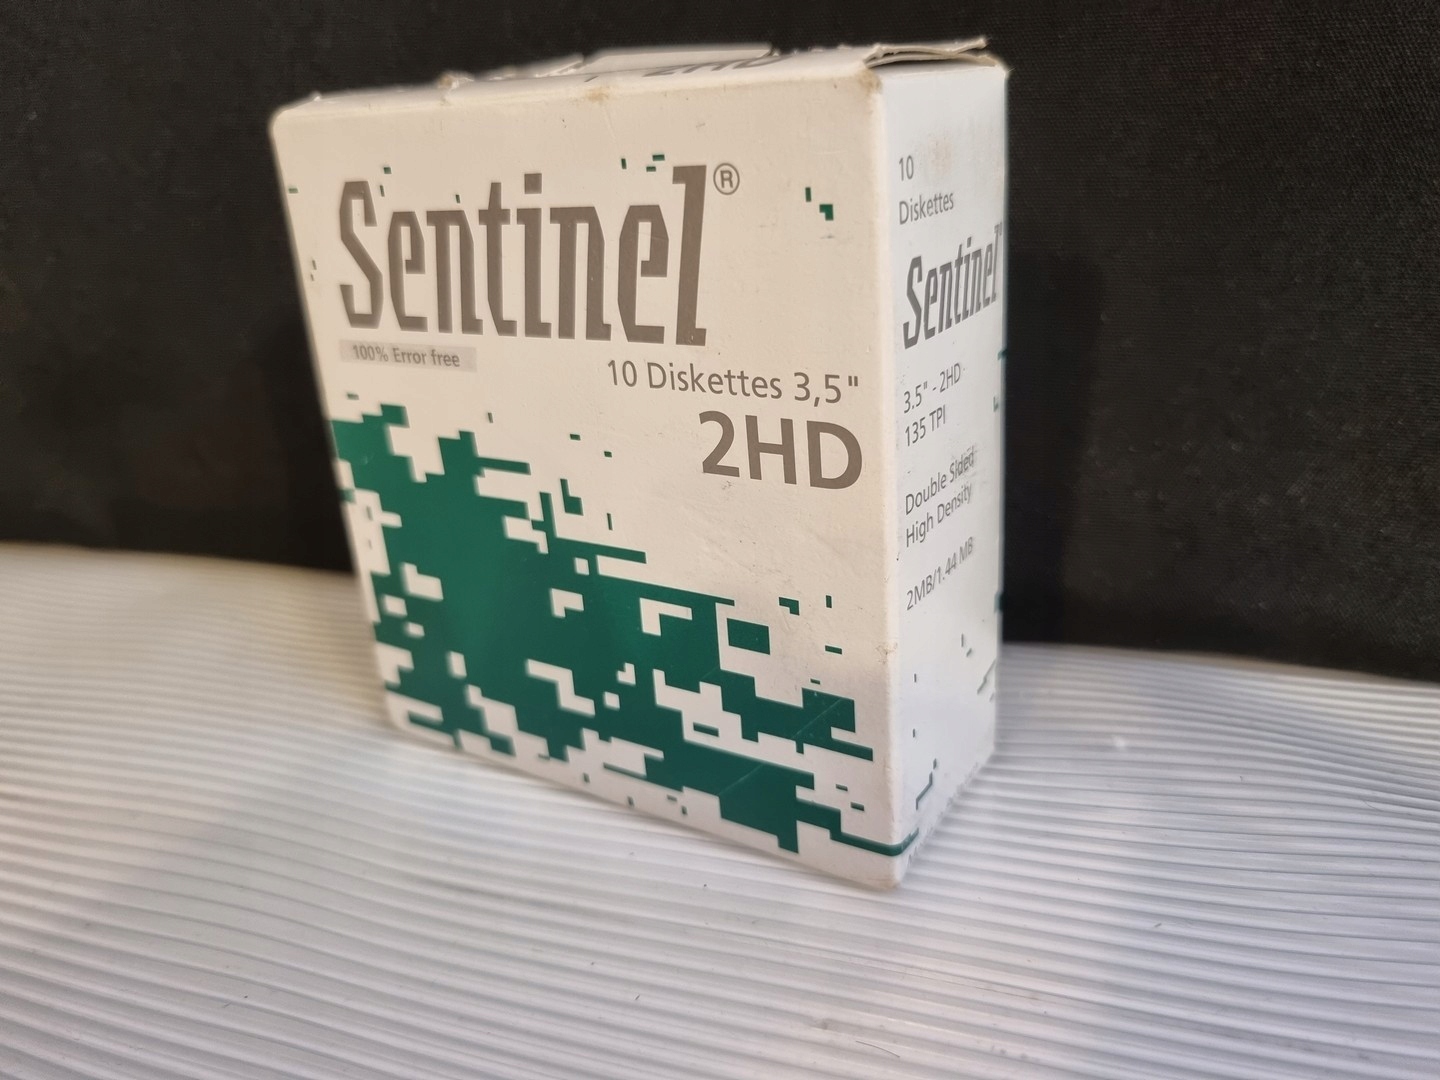 2HD
Sentinel®
100% Error free
10 Diskettes 3,5"
2HD
10
Diskettes
Sentinel
3.5" - 2HD
135 TPI
Double Sided
High Density
2MB/1.44 MB